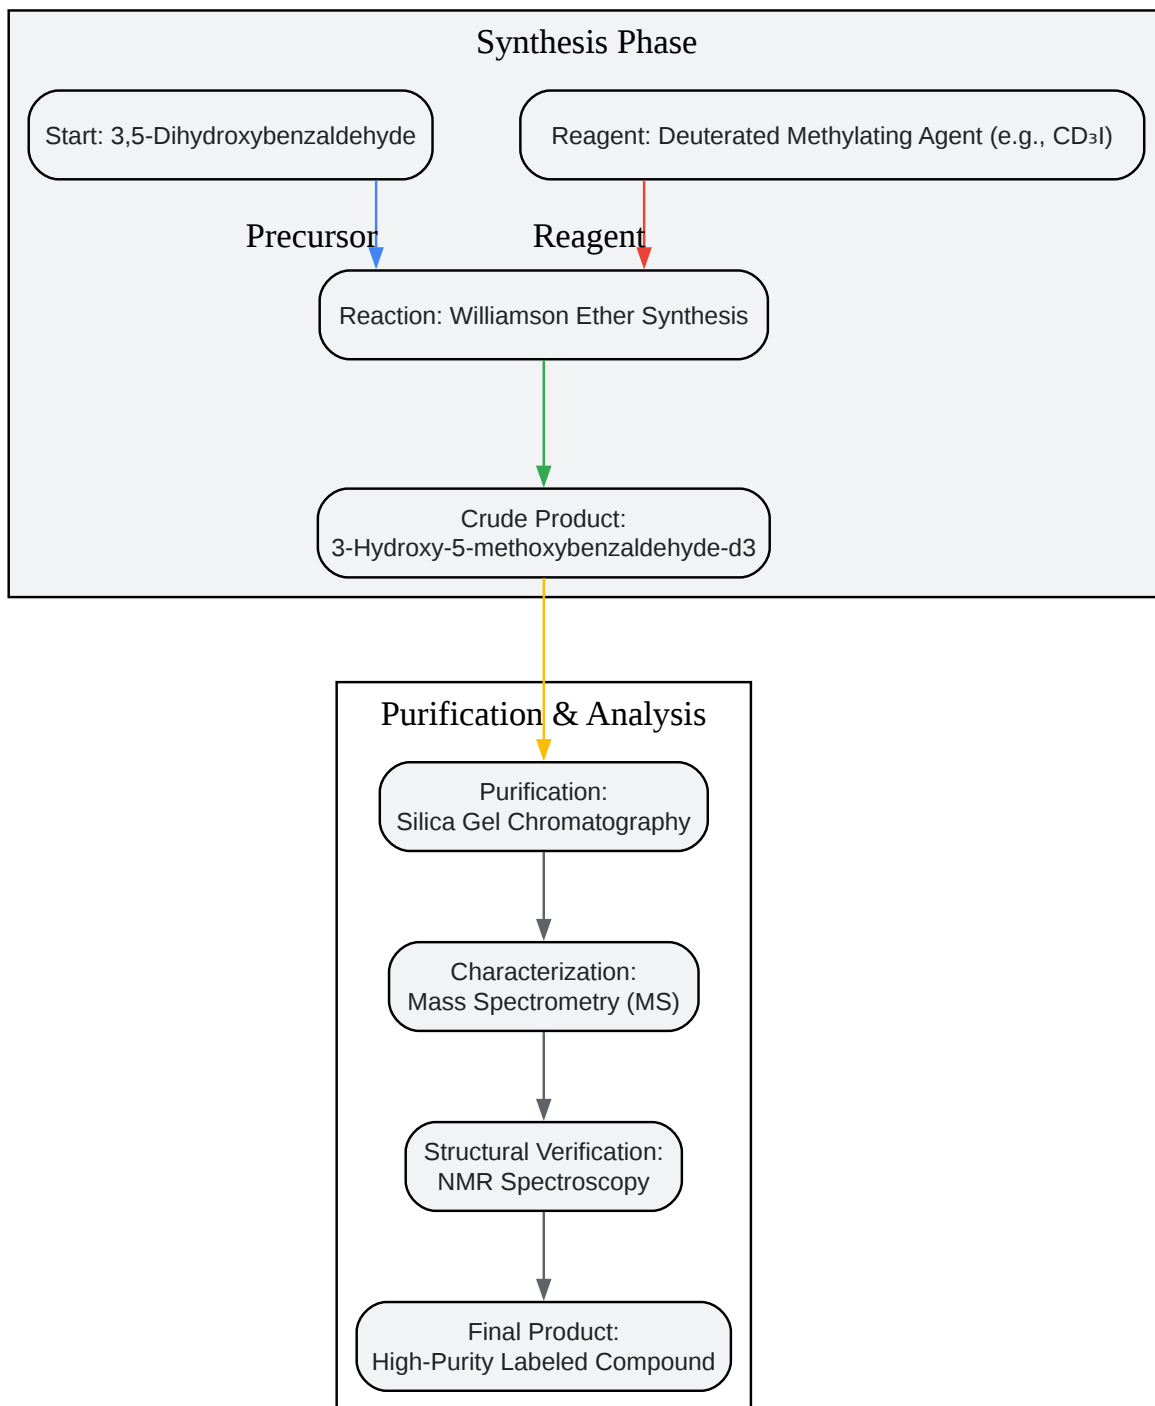 Synthesis Phase
Start: 3,5-Dihydroxybenzaldehyde
Reagent: Deuterated Methylating Agent (e.g., CD₃I)
Precursor
Reagent
Reaction: Williamson Ether Synthesis
Crude Product:
3-Hydroxy-5-methoxybenzaldehyde-d3
Purification & Analysis
Purification:
Silica Gel Chromatography
Characterization:
Mass Spectrometry (MS)
Structural Verification:
NMR Spectroscopy
Final Product:
High-Purity Labeled Compound